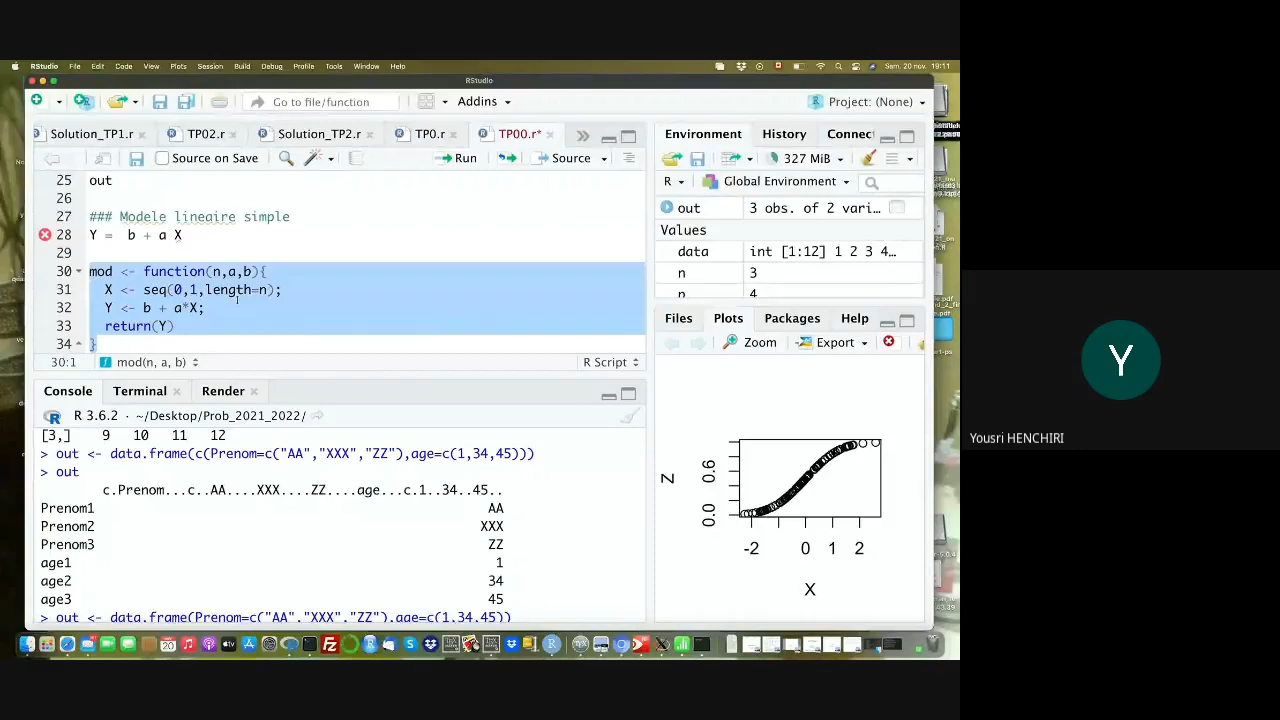 RStudio File Edit Code View Plots Session Build Debug Profile Tools Window Help Sam. 20 nov. 19:11
RStudio
Go to file/function Addins Project: (None)
Solution_TP1.r TP02.r Solution_TP2.r TP0.r TP00.r*
Source on Save Run Source
25 out
26
27 ### Modele lineaire simple
28 Y = b + a X
29
30 mod <- function(n,a,b){
31 X <- seq(0,1,length=n);
32 Y <- b + a*X;
33 return(Y)
34 }
30:1 mod(n, a, b) R Script
Console Terminal Render
R 3.6.2 · ~/Desktop/Prob_2021_2022/
[3,] 9 10 11 12
> out <- data.frame(c(Prenom=c("AA","XXX","ZZ"),age=c(1,34,45)))
> out
c.Prenom...c..AA....XXX....ZZ....age...c.1..34..45..
Prenom1 AA
Prenom2 XXX
Prenom3 ZZ
age1 1
age2 34
age3 45
> out <- data.frame(Prenom=c("AA","XXX","ZZ"),age=c(1,34,45))
Environment History Connec
327 MiB
R Global Environment
out 3 obs. of 2 vari…
Values
data int [1:12] 1 2 3 4…
n 3
p 4
Files Plots Packages Help
Zoom Export
Z
0.6
0.0
-2 0 1 2
X
Y
Yousri HENCHIRI